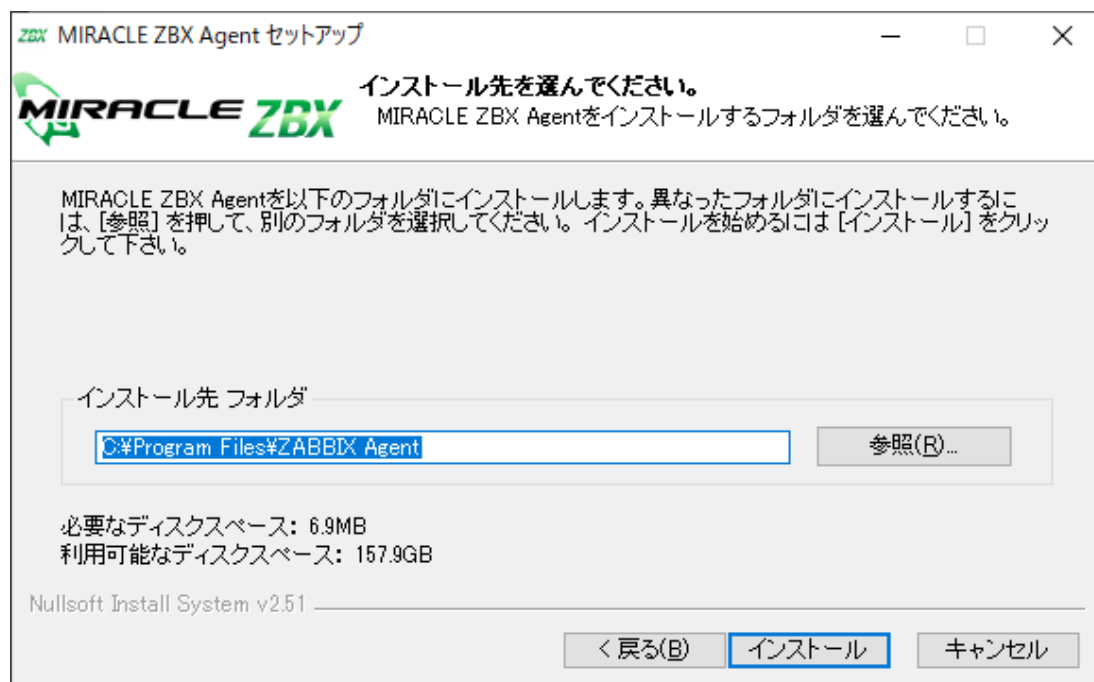 ZBX MIRACLE ZBX Agent セットアップ
MIRACLE ZBX
インストール先を選んでください。
MIRACLE ZBX Agentをインストールするフォルダを選んでください。
MIRACLE ZBX Agentを以下のフォルダにインストールします。異なったフォルダにインストールするに
は、[参照] を押して、別のフォルダを選択してください。インストールを始めるには [インストール] をクリッ
クして下さい。
インストール先 フォルダ
C:¥Program Files¥ZABBIX Agent
参照(R)...
必要なディスクスペース: 6.9MB
利用可能なディスクスペース: 157.9GB
Nullsoft Install System v2.51
< 戻る(B)
インストール
キャンセル